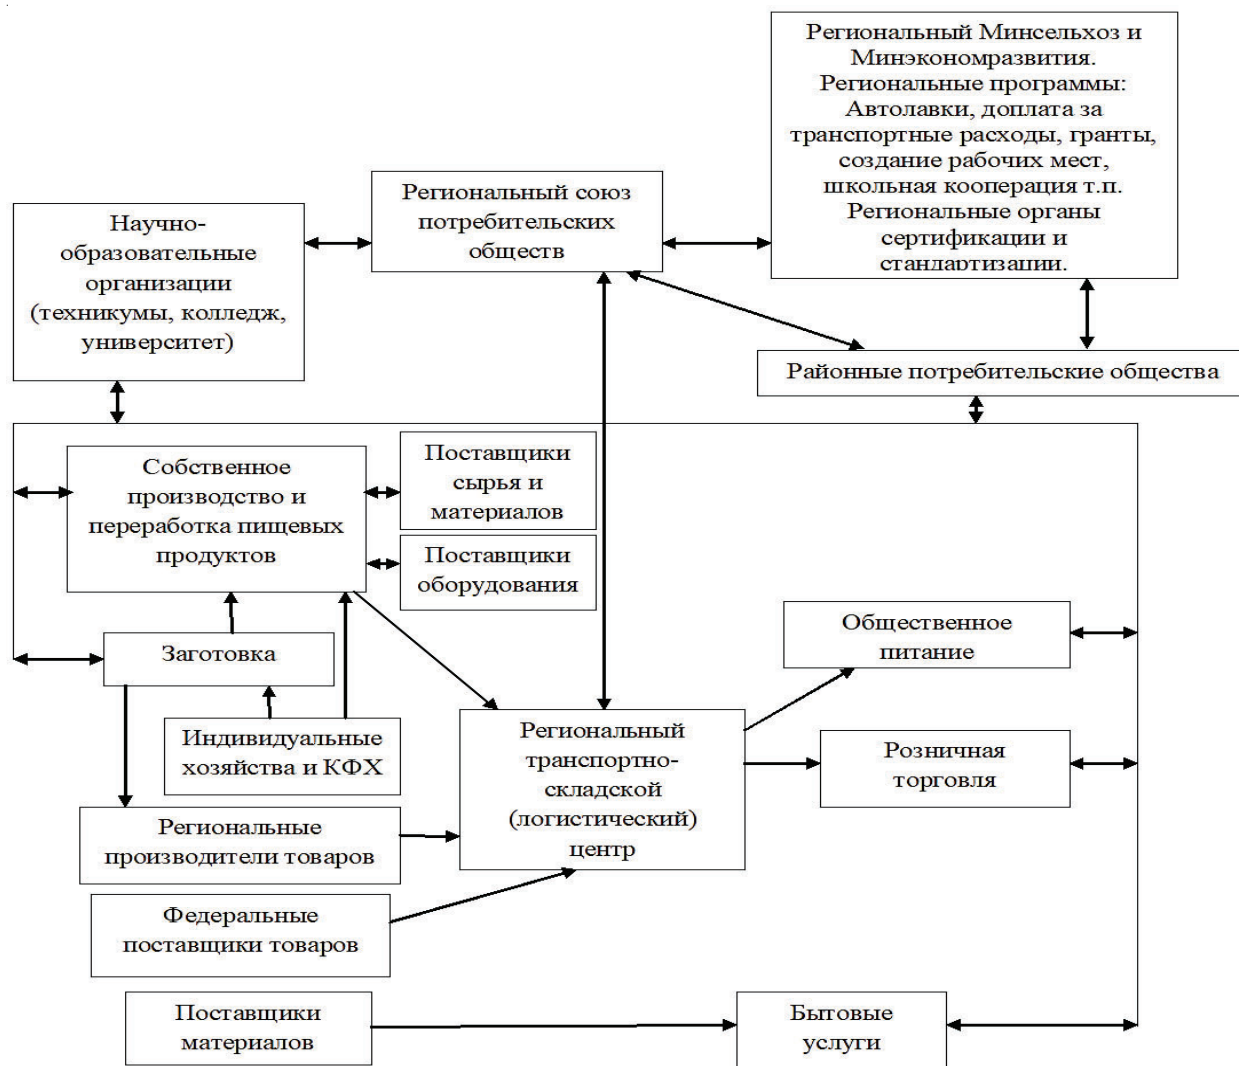 Региональный Минсельхоз и
Минэкономразвития.
Региональные программы:
Автолавки, доплата за
транспортные расходы, гранты,
создание рабочих мест,
школьная кооперация т.п.
Региональные органы
сертификации и
стандартизации.
Региональный союз
потребительских
обществ
Научно-
образовательные
организации
(техникумы, колледж,
университет)
Районные потребительские общества
Собственное
производство и
переработка пищевых
продуктов
Поставщики
сырья и
материалов
Поставщики
оборудования
Общественное
питание
Заготовка
Индивидуальные
хозяйства и КФХ
Региональный
транспортно-
складской
(логистический)
центр
Розничная
торговля
Региональные
производители товаров
Федеральные
поставщики товаров
Поставщики
материалов
Бытовые
услуги